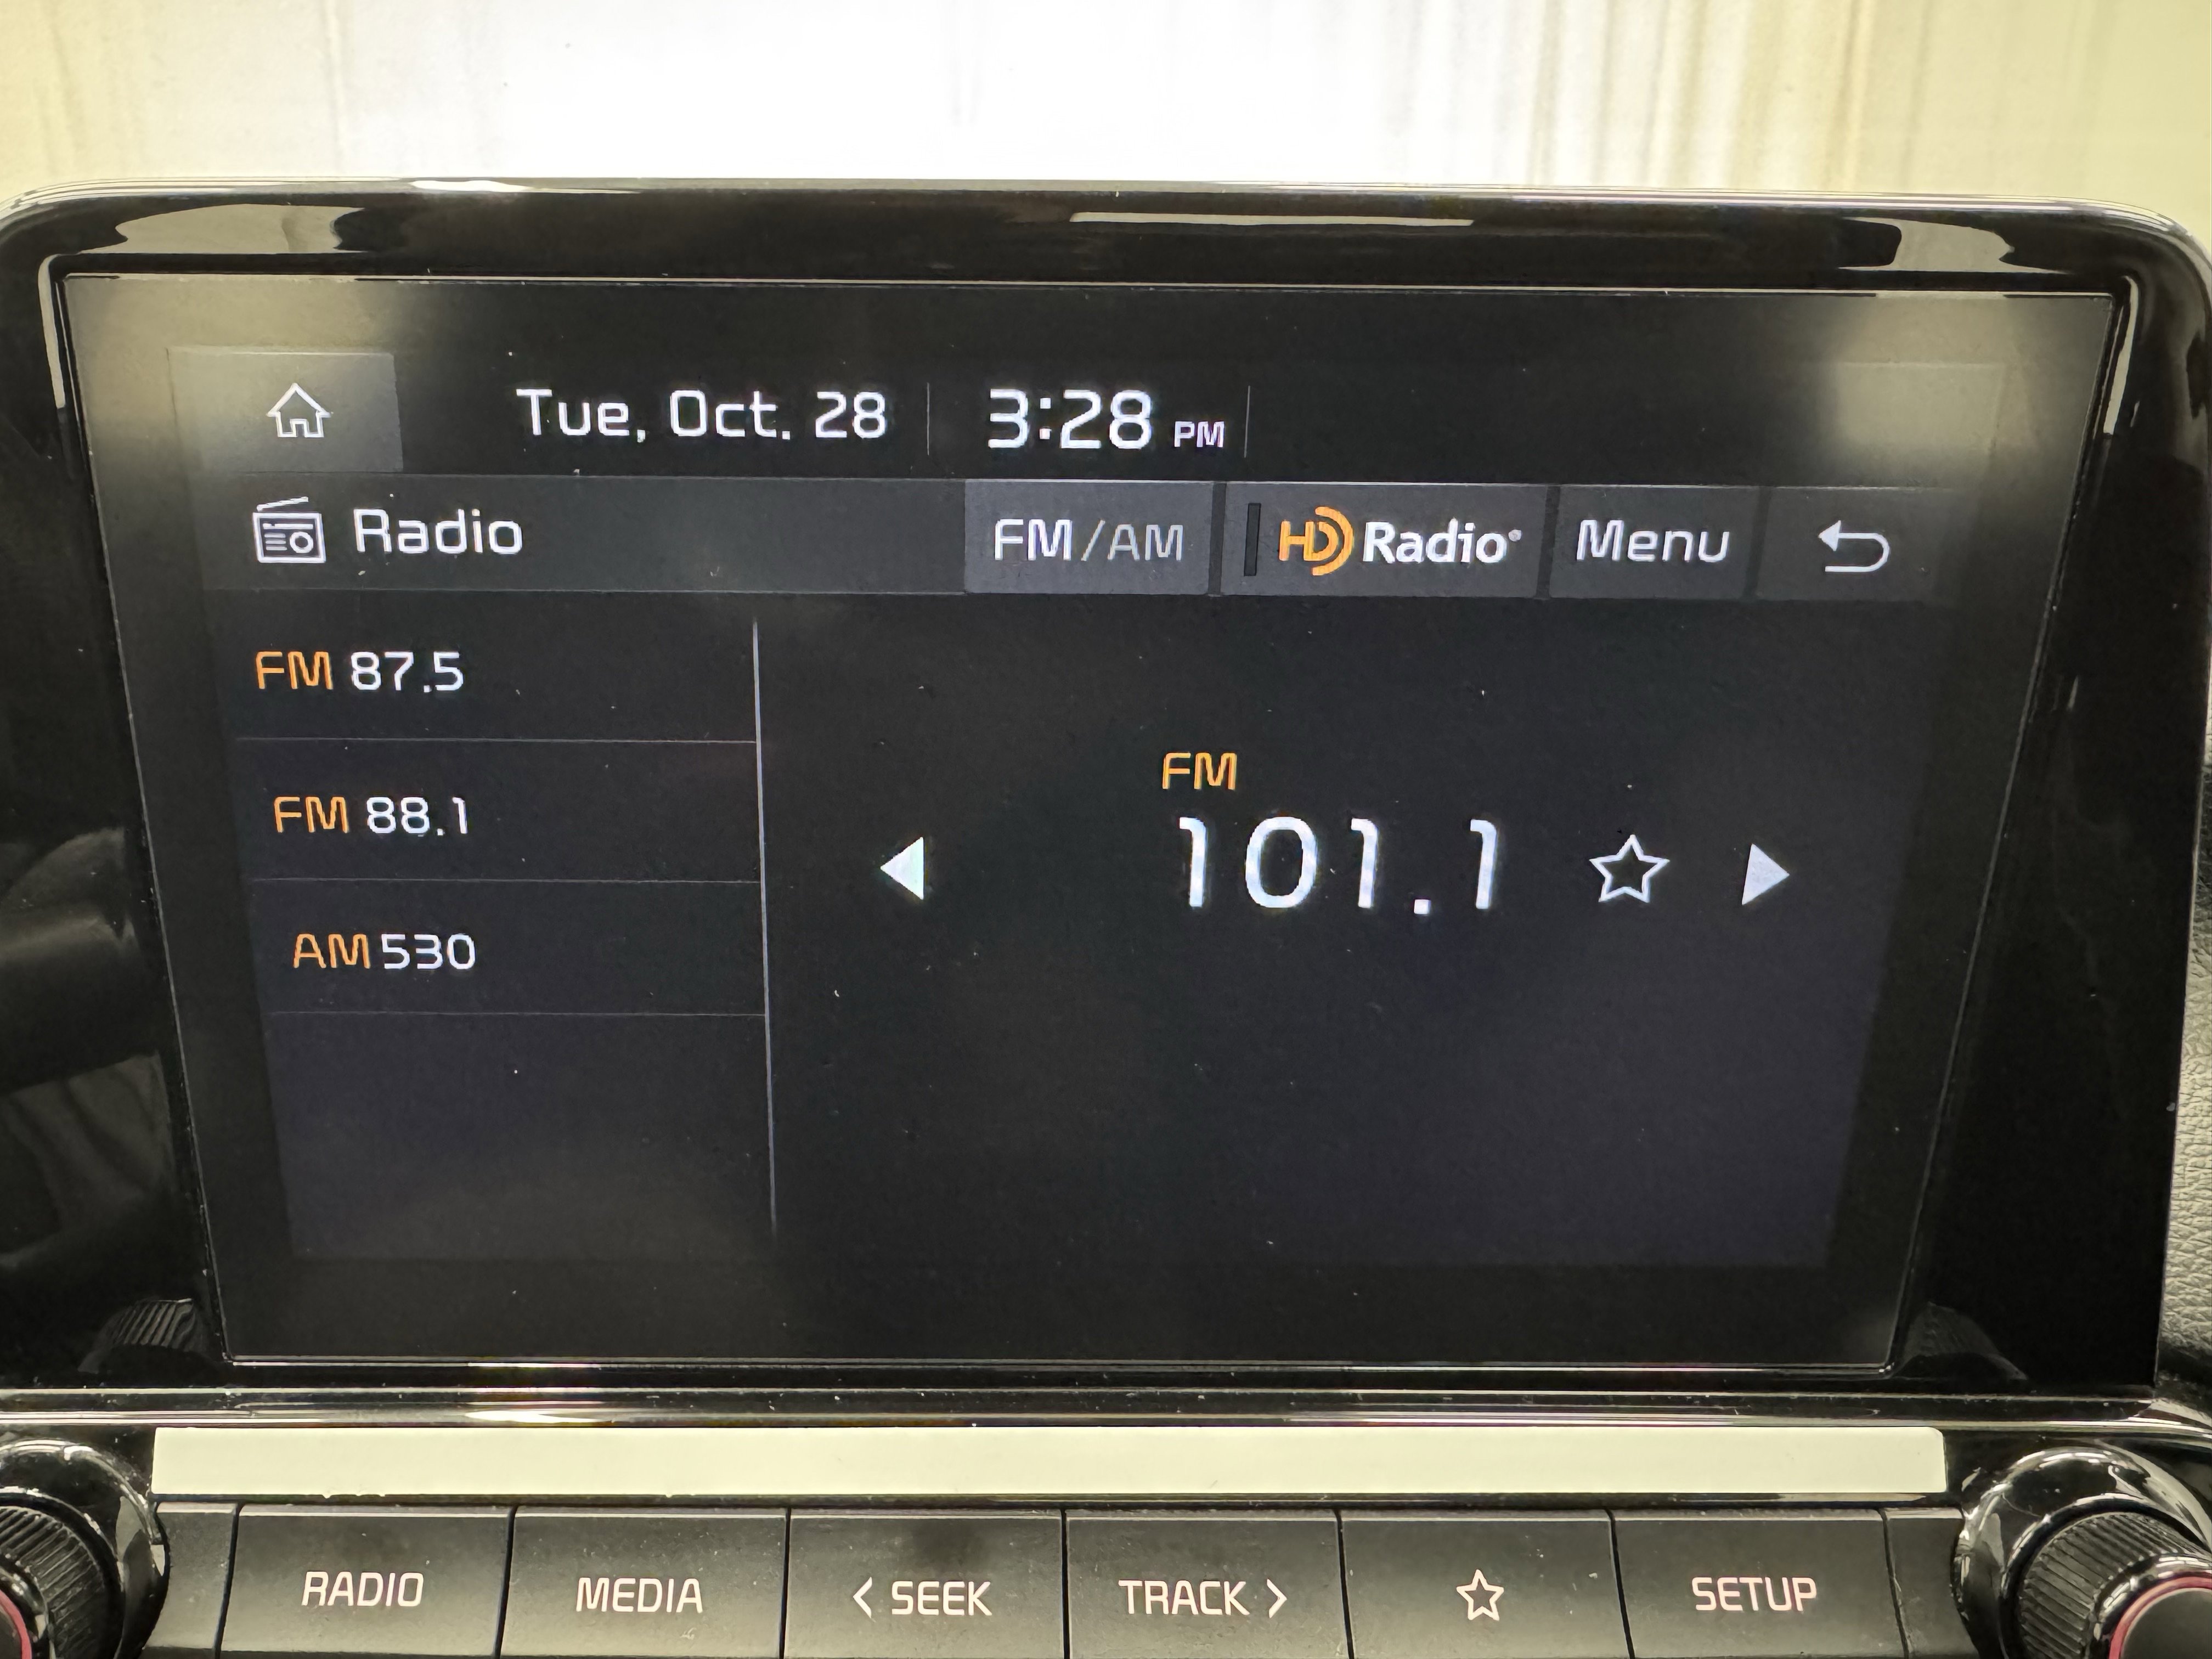 Tue, Oct. 28 3:28 PM
Radio FM/AM HD Radio® Menu
FM 87.5
FM 88.1
AM 530
FM
101.1
RADIO MEDIA < SEEK TRACK > SETUP